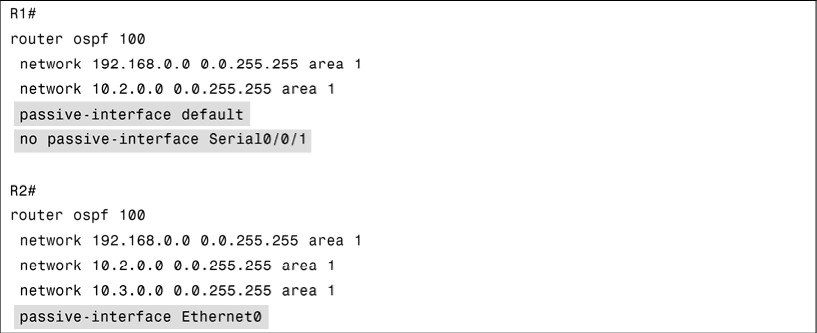 R1#
router ospf 100
network 192.168.0.0 0.0.255.255 area 1
network 10.2.0.0 0.0.255.255 area 1
passive-interface default
no passive-interface Serial0/0/1
R2#
router ospf 100
network 192.168.0.0 0.0.255.255 area 1
network 10.2.0.0 0.0.255.255 area 1
network 10.3.0.0 0.0.255.255 area 1
passive-interface Ethernet0